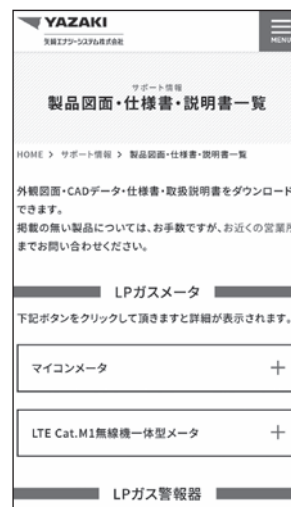 YAZAKI
矢崎エナジーシステム株式会社
MENU
サポート情報
製品図面・仕様書・説明書一覧
HOME > サポート情報 > 製品図面・仕様書・説明書一覧
外観図面・CADデータ・仕様書・取扱説明書をダウンロード
できます。
掲載の無い製品については、お手数ですが、お近くの営業所
までお問い合わせください。
LPガスメータ
下記ボタンをクリックして頂きますと詳細が表示されます。
マイコンメータ +
LTE Cat.M1無線機一体型メータ +
LPガス警報器